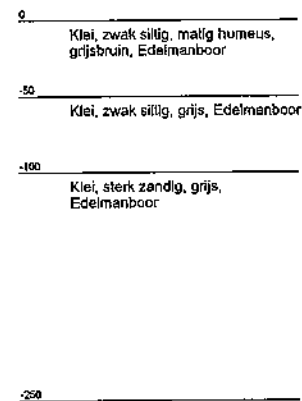 0
Klei, zwak siltig, matig humeus,
grijsbruin, Edelmanboor
-50
Klei, zwak siltig, grijs, Edelmanboor
-100
Klei, sterk zandig, grijs,
Edelmanboor
-250